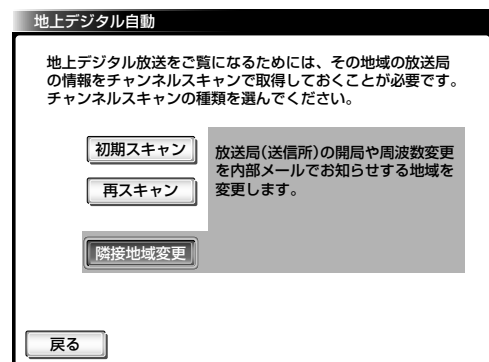 地上デジタル自動
地上デジタル放送をご覧になるためには、その地域の放送局
の情報をチャンネルスキャンで取得しておくことが必要です。
チャンネルスキャンの種類を選んでください。
初期スキャン
再スキャン
隣接地域変更
放送局(送信所)の開局や周波数変更
を内部メールでお知らせする地域を
変更します。
戻る